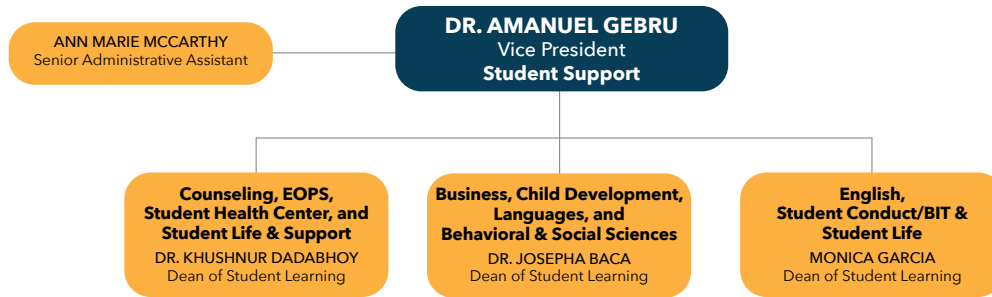 DR. AMANUEL GEBRU
Vice President
Student Support
ANN MARIE MCCARTHY
Senior Administrative Assistant
Counseling, EOPS,
Student Health Center, and
Student Life & Support
DR. KHUSHNUR DADABHOY
Dean of Student Learning
Business, Child Development,
Languages, and
Behavioral & Social Sciences
DR. JOSEPHA BACA
Dean of Student Learning
English,
Student Conduct/BIT &
Student Life
MONICA GARCIA
Dean of Student Learning